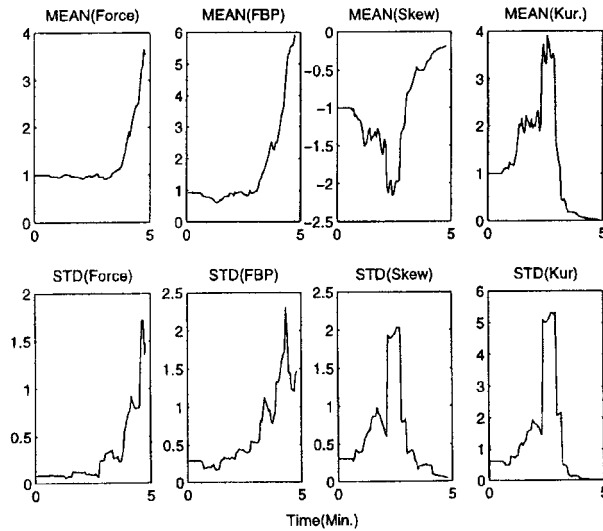 MEAN(Force) MEAN(FBP) MEAN(Skew) MEAN(Kur.)
4 6 0 4
5 -0.5
3 3
4 -1
2 3 2
-1.5
2
1 1
1 -2
0 0 -2.5 0
0 5 0 5 0 5 0 5
STD(Force) STD(FBP) STD(Skew) STD(Kur.)
2 2.5 2.5 6
2 2 5
1.5
4
1.5 1.5
1 3
1 1
2
0.5
0.5 0.5 1
0 0 0 0
0 5 0 5 0 5 0 5
Time(Min.)